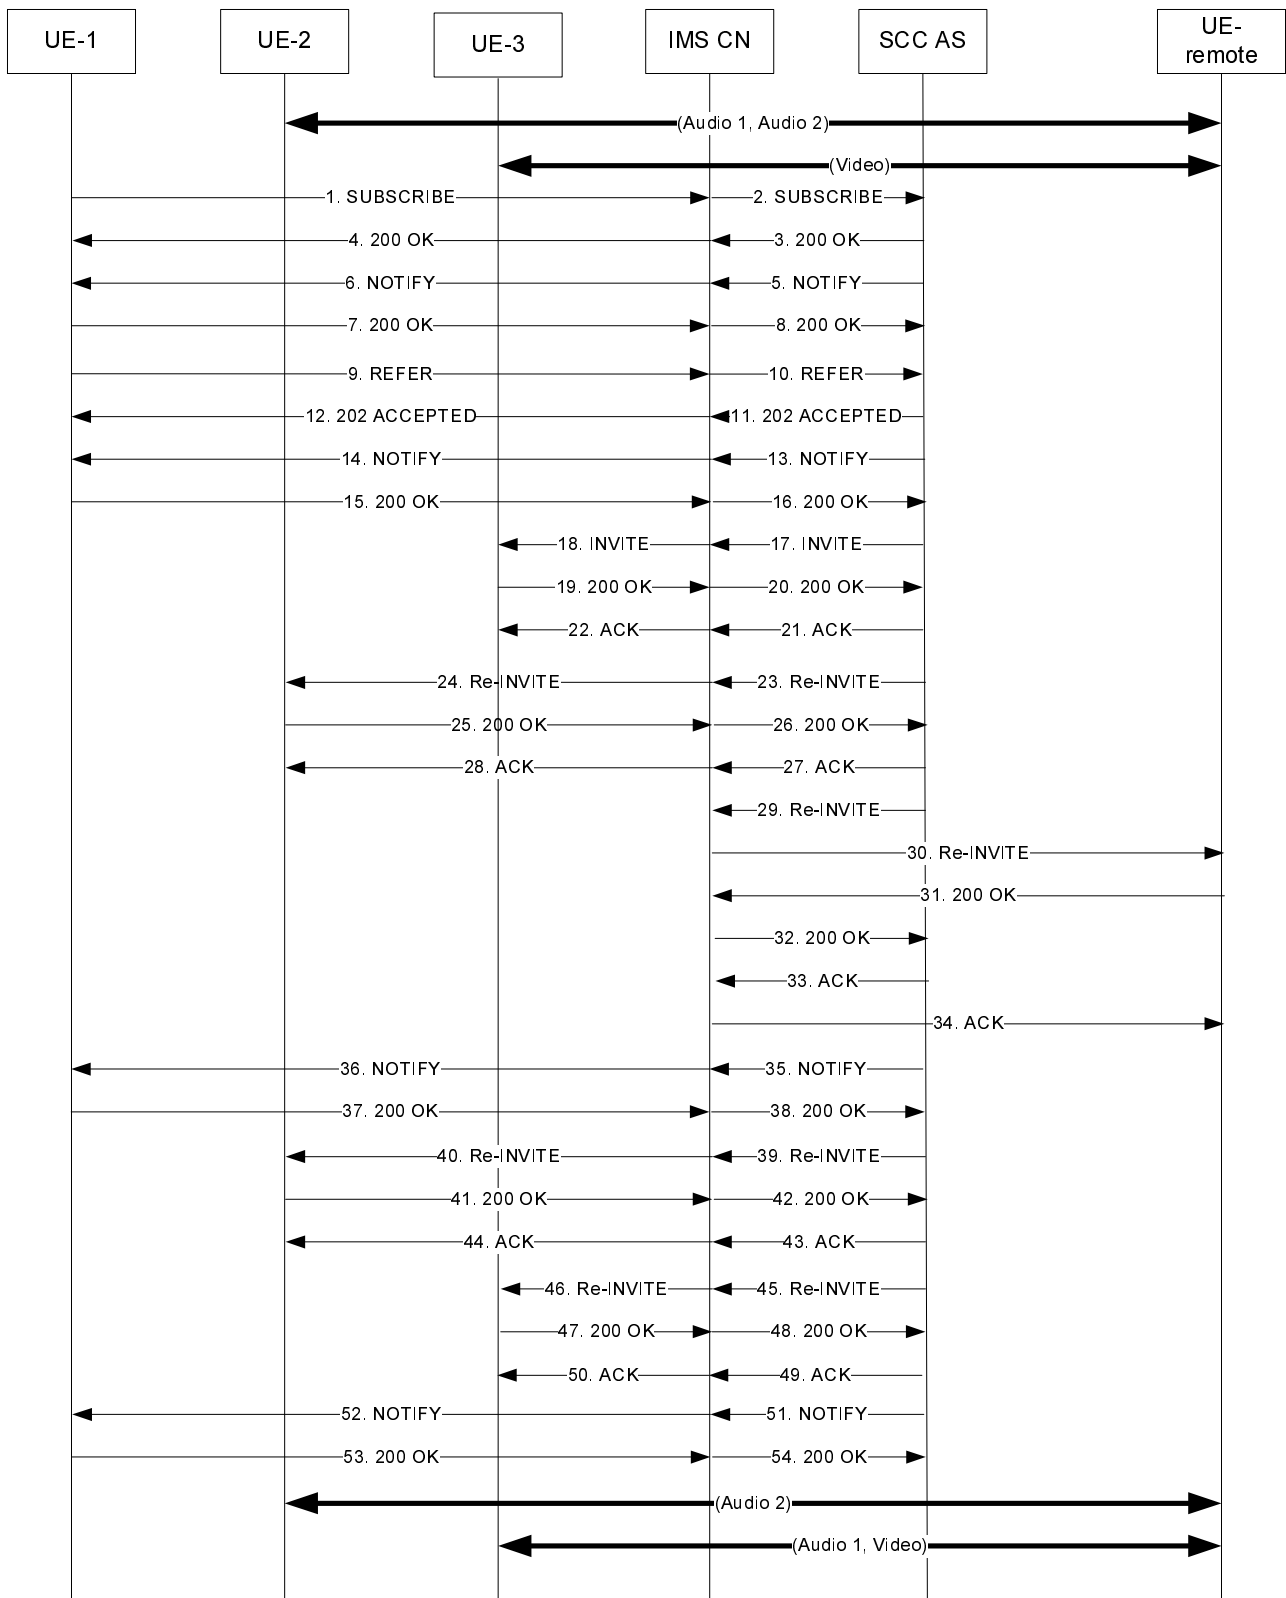 UE-1
UE-2
UE-3
IMS CN
SCC AS
UE-
remote
(Audio 1, Audio 2)
(Video)
1. SUBSCRIBE
2. SUBSCRIBE
4. 200 OK
3. 200 OK
6. NOTIFY
5. NOTIFY
7. 200 OK
8. 200 OK
9. REFER
10. REFER
12. 202 ACCEPTED
11. 202 ACCEPTED
14. NOTIFY
13. NOTIFY
15. 200 OK
16. 200 OK
18. INVITE
17. INVITE
19. 200 OK
20. 200 OK
22. ACK
21. ACK
24. Re-INVITE
23. Re-INVITE
25. 200 OK
26. 200 OK
28. ACK
27. ACK
29. Re-INVITE
30. Re-INVITE
31. 200 OK
32. 200 OK
33. ACK
34. ACK
36. NOTIFY
35. NOTIFY
37. 200 OK
38. 200 OK
40. Re-INVITE
39. Re-INVITE
41. 200 OK
42. 200 OK
44. ACK
43. ACK
46. Re-INVITE
45. Re-INVITE
47. 200 OK
48. 200 OK
50. ACK
49. ACK
52. NOTIFY
51. NOTIFY
53. 200 OK
54. 200 OK
(Audio 2)
(Audio 1, Video)